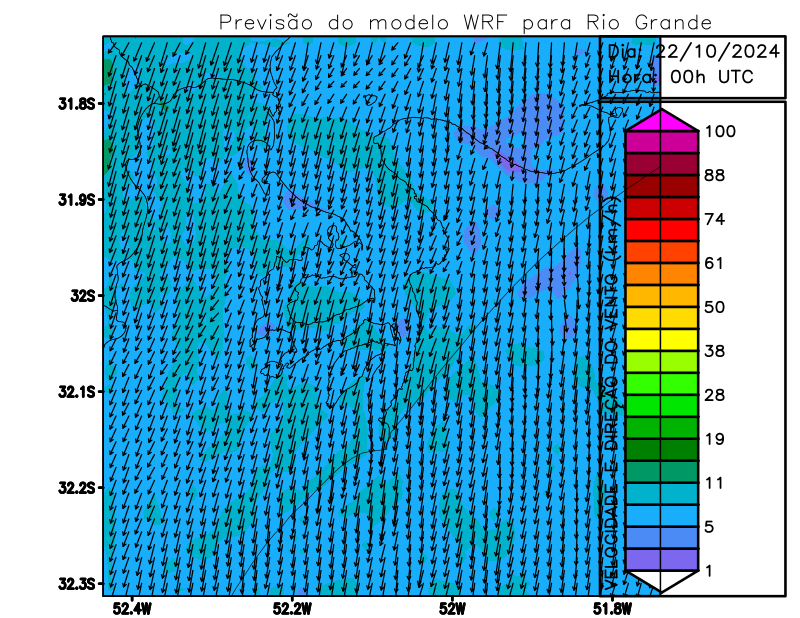 Previsão do modelo WRF para Rio Grande
Dia: 22/10/2024
Hora: 00h UTC
31.8S
31.9S
32S
32.1S
32.2S
32.3S
52.4W
52.2W
52W
51.8W
VELOCIDADE E DIREÇÃO DO VENTO (km/h)
100
88
74
61
50
38
28
19
11
5
1